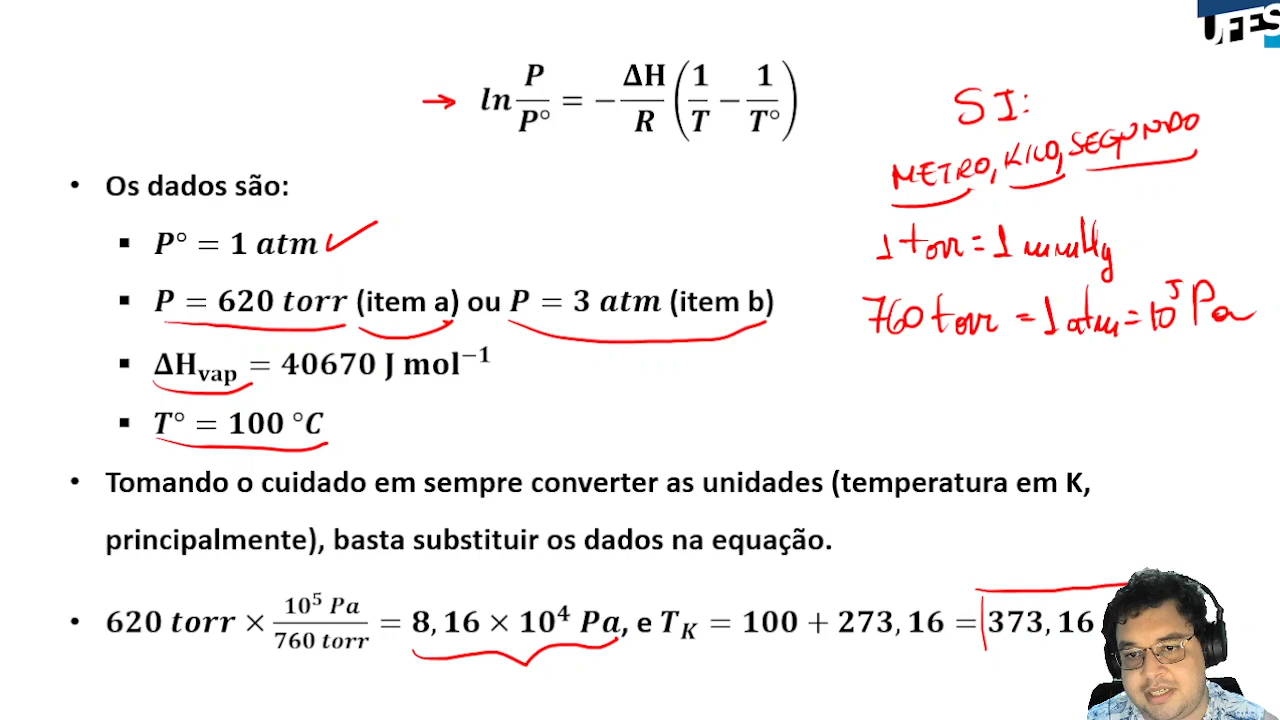 UFES
→ ln P/P° = −ΔH/R (1/T − 1/T°)
SI:
METRO, KILO, SEGUNDO
• Os dados são:
▪ P° = 1 atm ✓
1 torr = 1 mmHg
▪ P = 620 torr (item a) ou P = 3 atm (item b)
760 torr = 1 atm = 10⁵ Pa
▪ ΔHvap = 40670 J mol⁻¹
▪ T° = 100 °C
• Tomando o cuidado em sempre converter as unidades (temperatura em K,
principalmente), basta substituir os dados na equação.
• 620 torr × 10⁵ Pa/760 torr = 8,16 × 10⁴ Pa, e T_K = 100 + 273,16 = 373,16